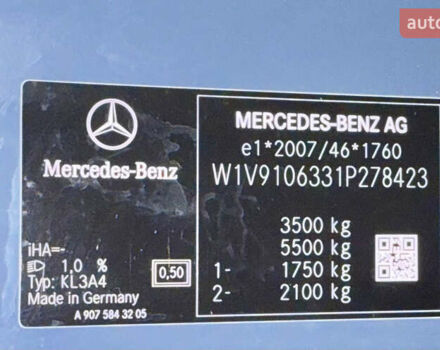 auto
Mercedes-Benz
iHA=-
1,0 %
0,50
Typ: KL3A4
Made in Germany
A 907 584 32 05
MERCEDES-BENZ AG
e1*2007/46*1760
W1V9106331P278423
3500 kg
5500 kg
1- 1750 kg
2- 2100 kg